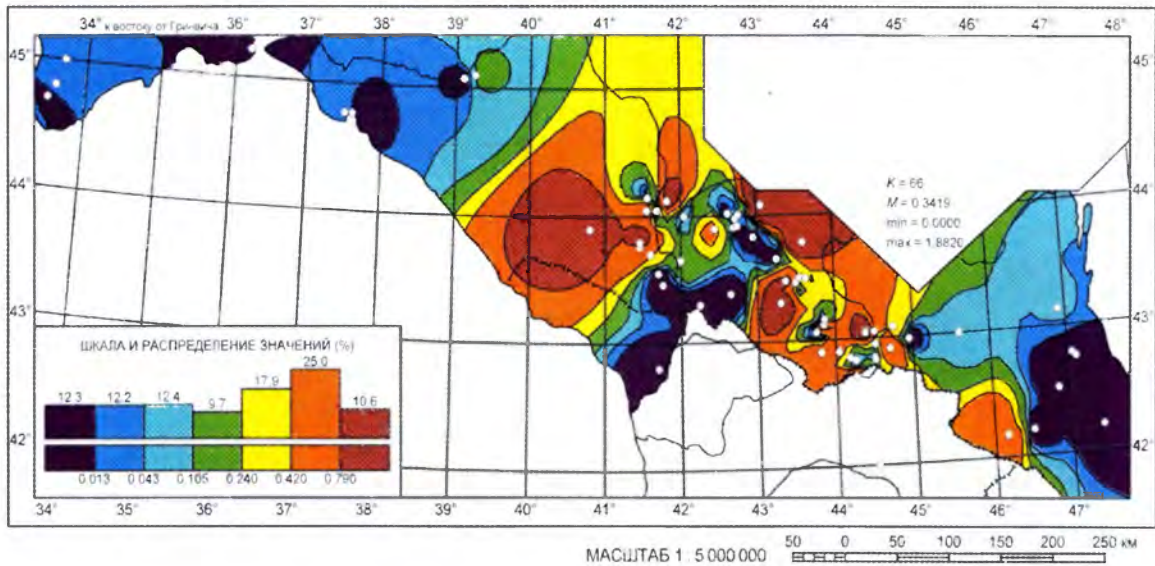 34° к востоку от Гринвича 36° 37° 38° 39° 40° 41° 42° 43° 44° 45° 46° 47° 48°
45° 45°
44° 44°
43° 43°
42° 42°
K = 66
M = 0.3419
min = 0.0000
max = 1.8820
ШКАЛА И РАСПРЕДЕЛЕНИЕ ЗНАЧЕНИЙ (%)
12.3 12.2 12.4 9.7 17.9 25.0 10.6
0.013 0.043 0.105 0.240 0.420 0.790
34° 35° 36° 37° 38° 39° 40° 41° 42° 43° 44° 45° 46° 47°
МАСШТАБ 1 : 5 000 000 50 0 50 100 150 200 250 км